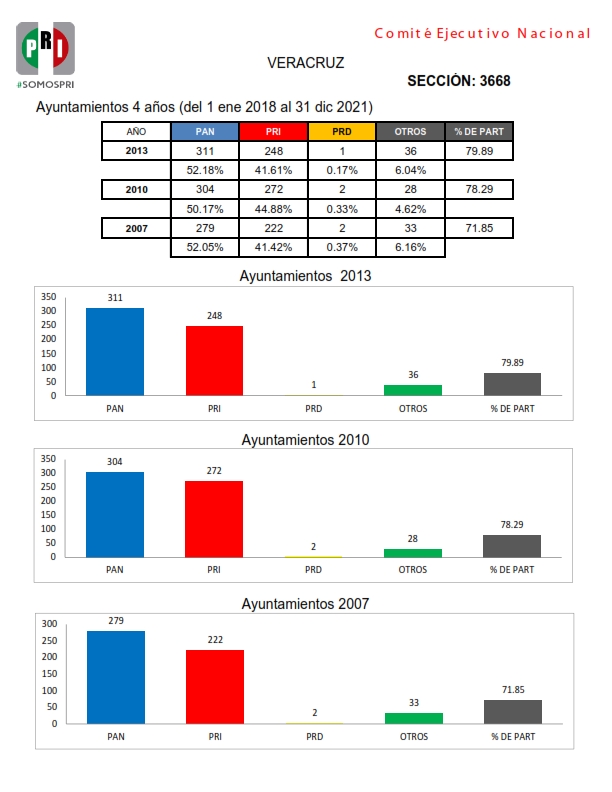 Comité Ejecutivo Nacional
PRI
#SOMOSPRI
VERACRUZ
SECCIÓN: 3668
Ayuntamientos 4 años (del 1 ene 2018 al 31 dic 2021)
AÑO PAN PRI PRD OTROS % DE PART
2013 311 248 1 36 79.89
52.18% 41.61% 0.17% 6.04%
2010 304 272 2 28 78.29
50.17% 44.88% 0.33% 4.62%
2007 279 222 2 33 71.85
52.05% 41.42% 0.37% 6.16%
Ayuntamientos 2013
350
300
250
200
150
100
50
0
311
248
1
36
79.89
PAN PRI PRD OTROS % DE PART
Ayuntamientos 2010
350
300
250
200
150
100
50
0
304
272
2
28
78.29
PAN PRI PRD OTROS % DE PART
Ayuntamientos 2007
300
250
200
150
100
50
0
279
222
2
33
71.85
PAN PRI PRD OTROS % DE PART